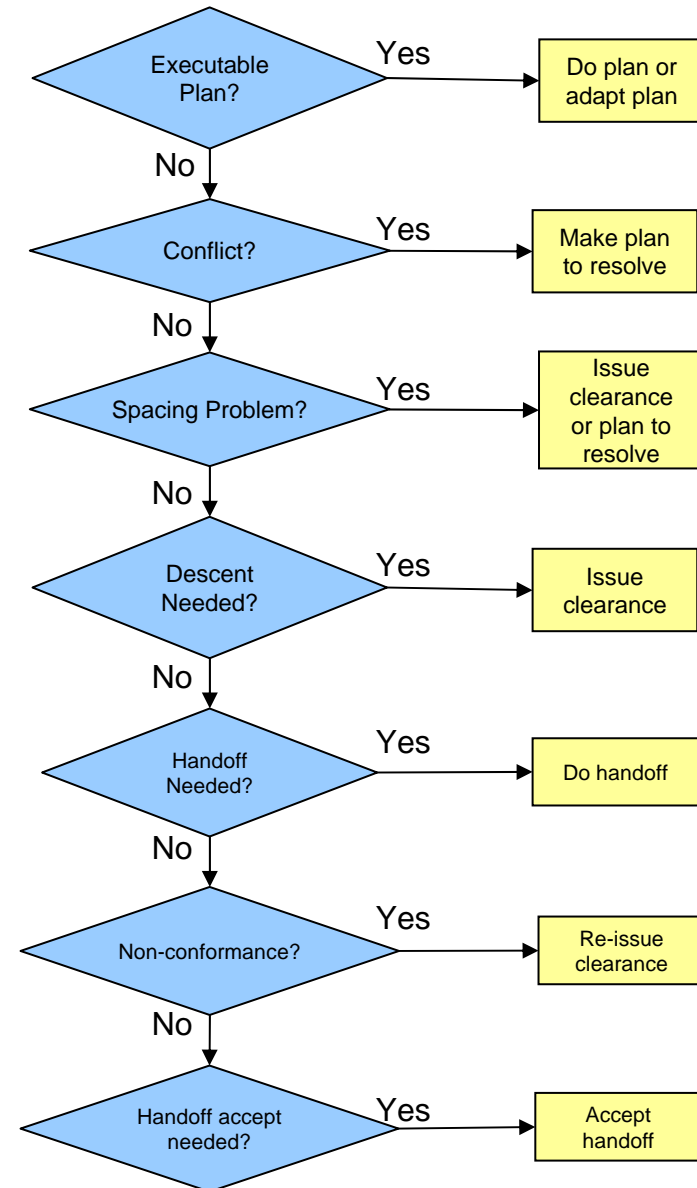 Executable
Plan?
Yes
Do plan or
adapt plan
No
Conflict?
Yes
Make plan
to resolve
No
Spacing Problem?
Yes
Issue
clearance
or plan to
resolve
No
Descent
Needed?
Yes
Issue
clearance
No
Handoff
Needed?
Yes
Do handoff
No
Non-conformance?
Yes
Re-issue
clearance
No
Handoff accept
needed?
Yes
Accept
handoff